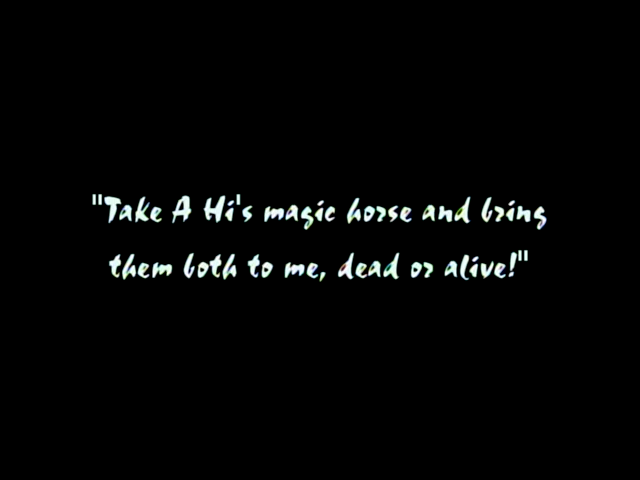 "Take A Hi's magic horse and bring
them both to me, dead or alive!"